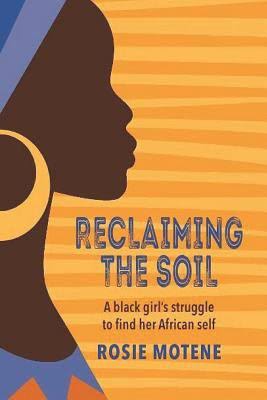 RECLAIMING
THE SOIL
A black girl's struggle
to find her African self
ROSIE MOTENE